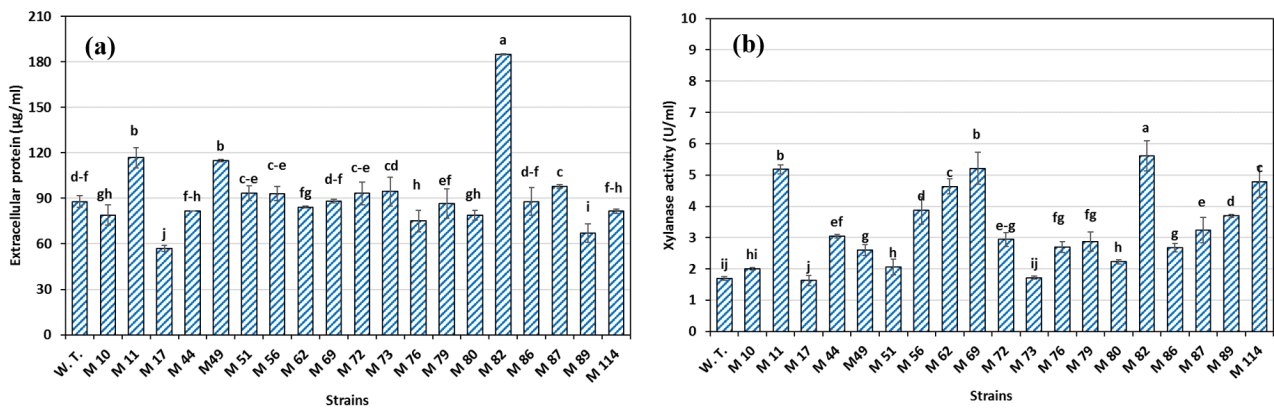 (a)
Extracellular protein (µg/ml)
210
180
150
120
90
60
30
0
d-f gh b j f-h b c-e c-e fg d-f c-e cd h ef gh a d-f c i f-h
W. T. M 10 M 11 M 17 M 44 M49 M 51 M 56 M 62 M 69 M 72 M 73 M 76 M 79 M 80 M 82 M 86 M 87 M 89 M 114
Strains
(b)
Xylanase activity (U/ml)
10
9
8
7
6
5
4
3
2
1
0
ij hi b j ef g h d c b e-g ij fg fg h a g e d c
W. T. M 10 M 11 M 17 M 44 M49 M 51 M 56 M 62 M 69 M 72 M 73 M 76 M 79 M 80 M 82 M 86 M 87 M 89 M 114
Strains